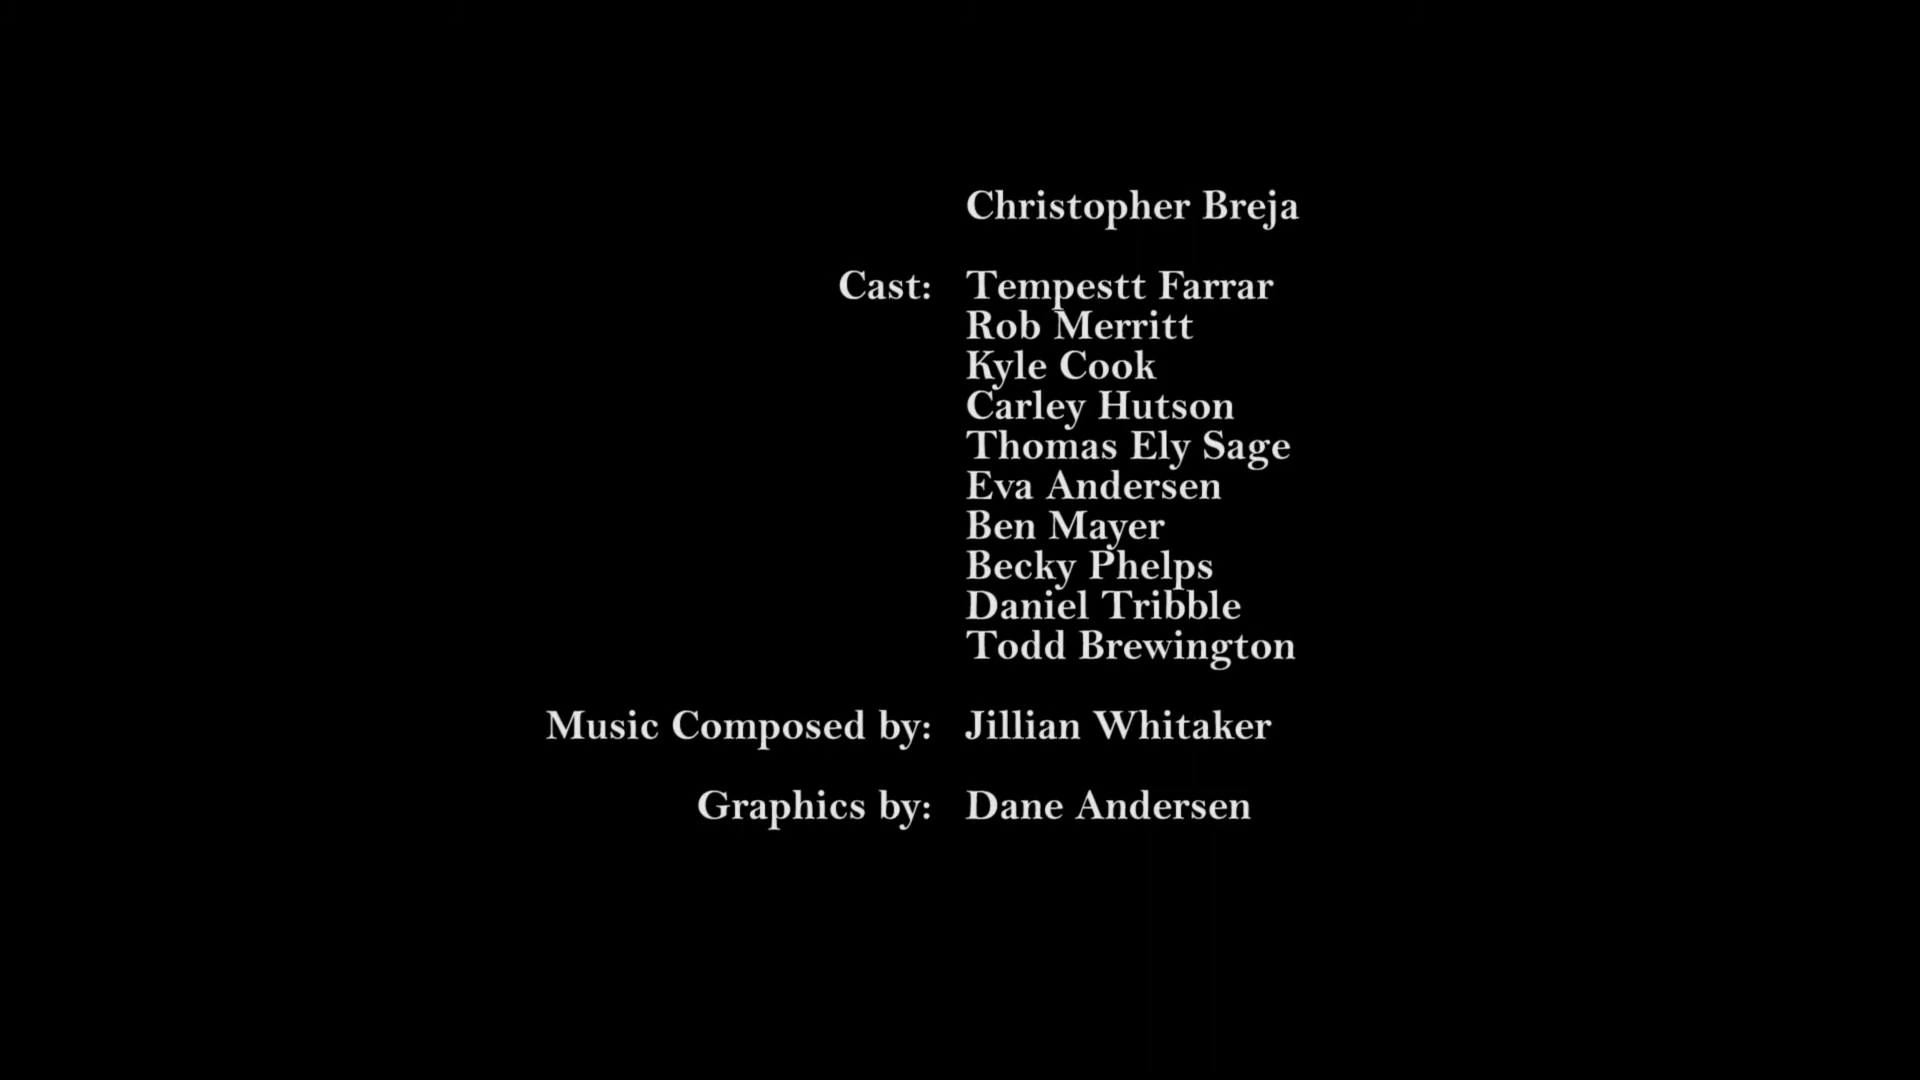 Christopher Breja
Cast: Tempestt Farrar
Rob Merritt
Kyle Cook
Carley Hutson
Thomas Ely Sage
Eva Andersen
Ben Mayer
Becky Phelps
Daniel Tribble
Todd Brewington
Music Composed by: Jillian Whitaker
Graphics by: Dane Andersen